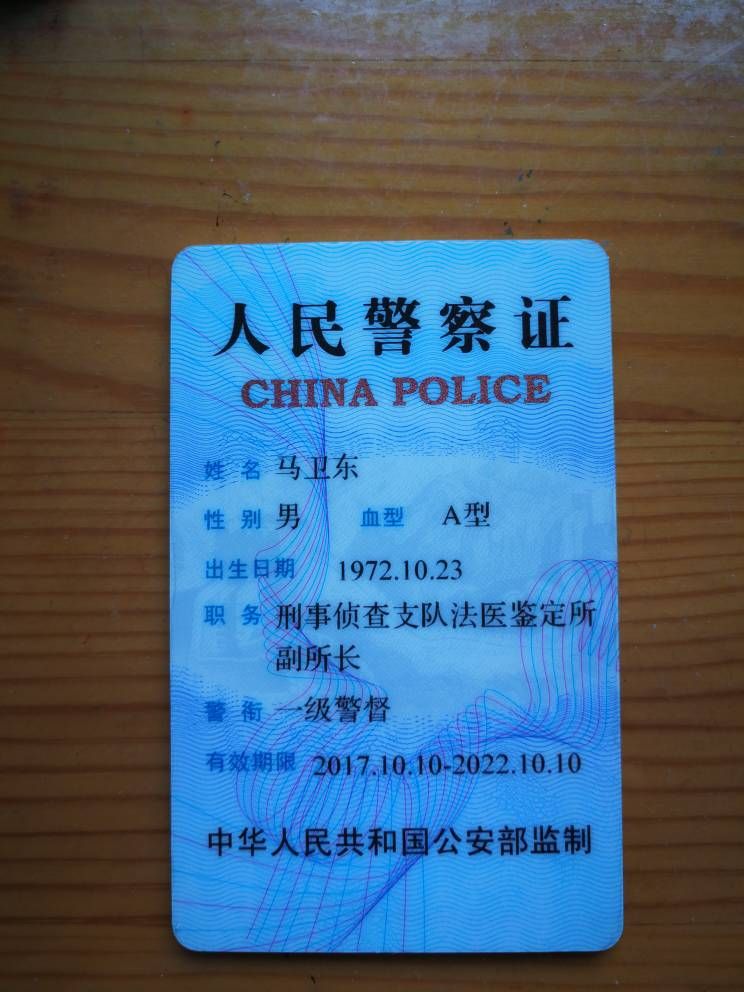 人民警察证
CHINA POLICE
姓 名 马卫东
性 别 男 血型 A型
出生日期 1972.10.23
职 务 刑事侦查支队法医鉴定所
副所长
警 衔 一级警督
有效期限 2017.10.10-2022.10.10
中华人民共和国公安部监制